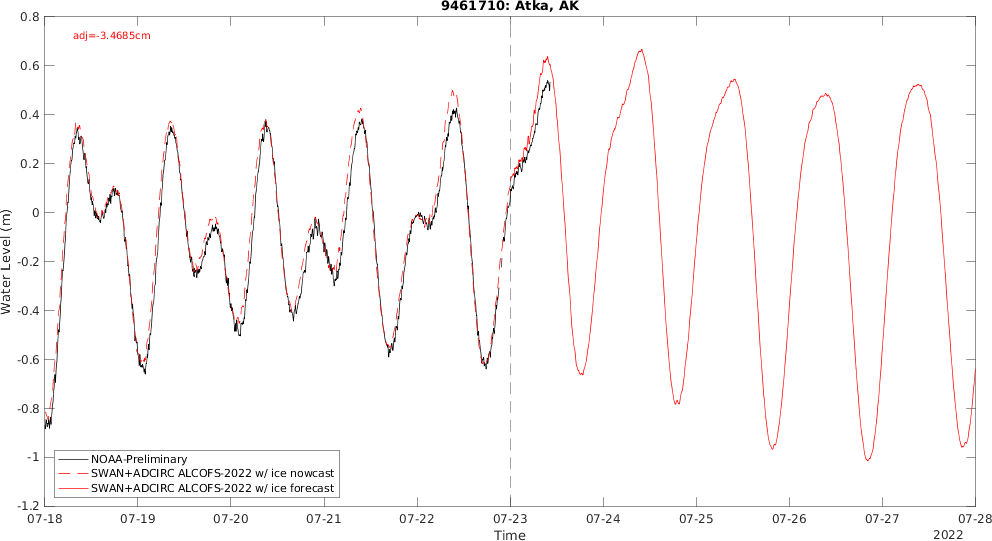 9461710: Atka, AK
adj=-3.4685cm
0.8
0.6
0.4
0.2
0
-0.2
-0.4
-0.6
-0.8
-1
-1.2
Water Level (m)
NOAA-Preliminary
SWAN+ADCIRC ALCOFS-2022 w/ ice nowcast
SWAN+ADCIRC ALCOFS-2022 w/ ice forecast
07-18 07-19 07-20 07-21 07-22 07-23 07-24 07-25 07-26 07-27 07-28
Time
2022